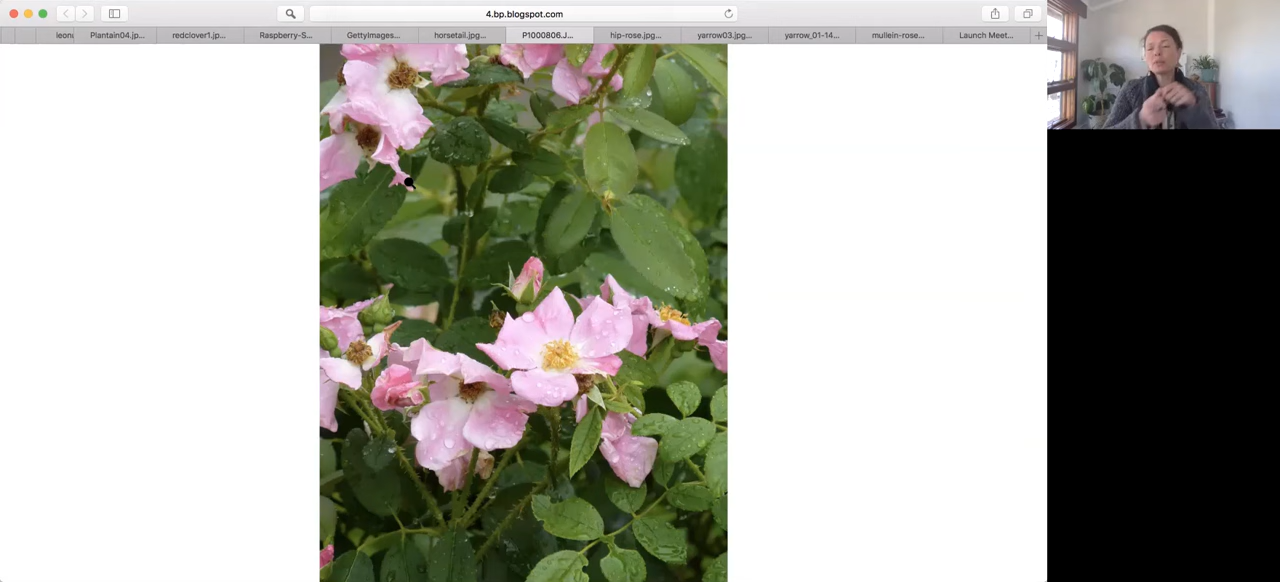 4.bp.blogspot.com
leonu
Plantain04.jp...
redclover1.jp...
Raspberry-S...
GettyImages...
horsetail.jpg...
P1000806.J...
hip-rose.jpg...
yarrow03.jpg...
yarrow_01-14...
mullein-rose...
Launch Meet...